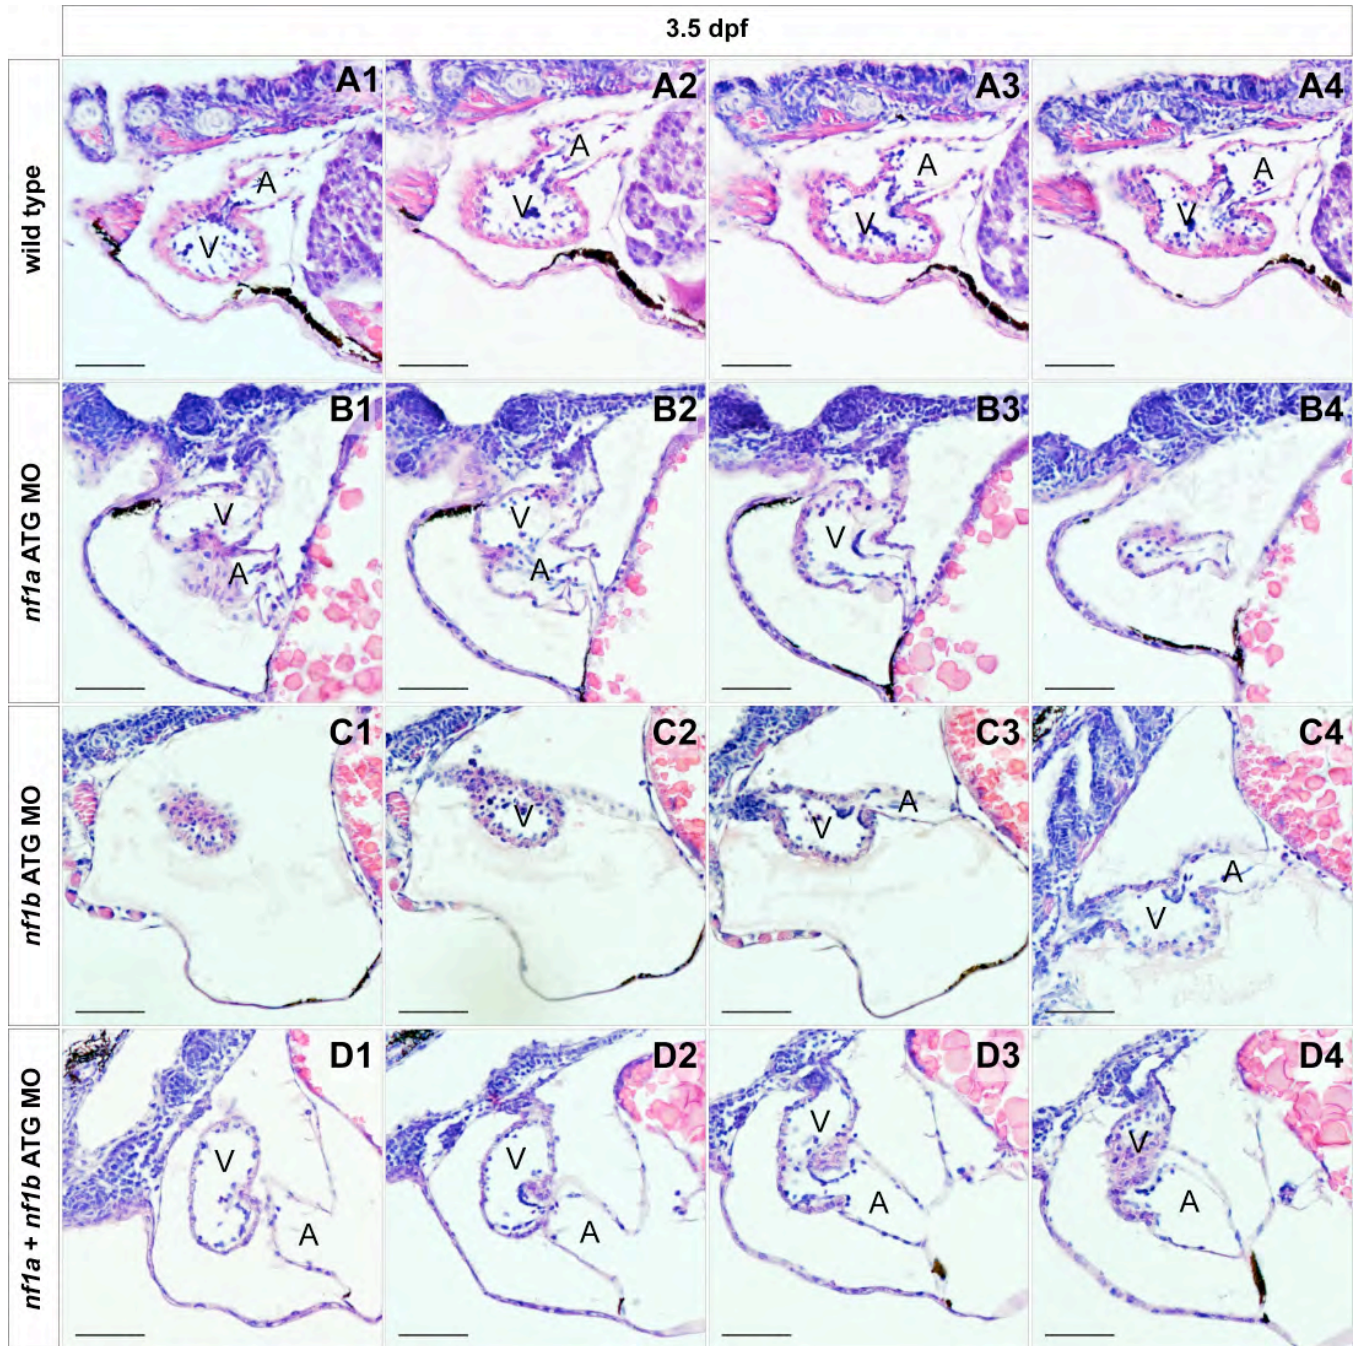 3.5 dpf
wild type
A1
A2
A3
A4
A
V
A
V
A
V
A
V
nf1a ATG MO
B1
B2
B3
B4
V
A
V
A
V
nf1b ATG MO
C1
C2
C3
C4
V
V
A
V
A
nf1a + nf1b ATG MO
D1
D2
D3
D4
V
A
V
A
V
A
V
A